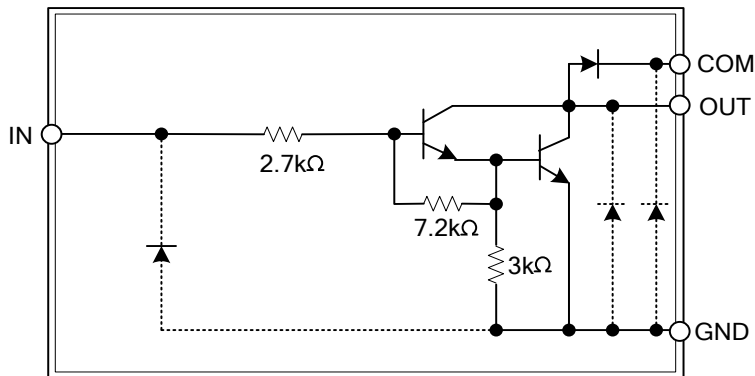 COM
OUT
IN
2.7kΩ
7.2kΩ
3kΩ
GND